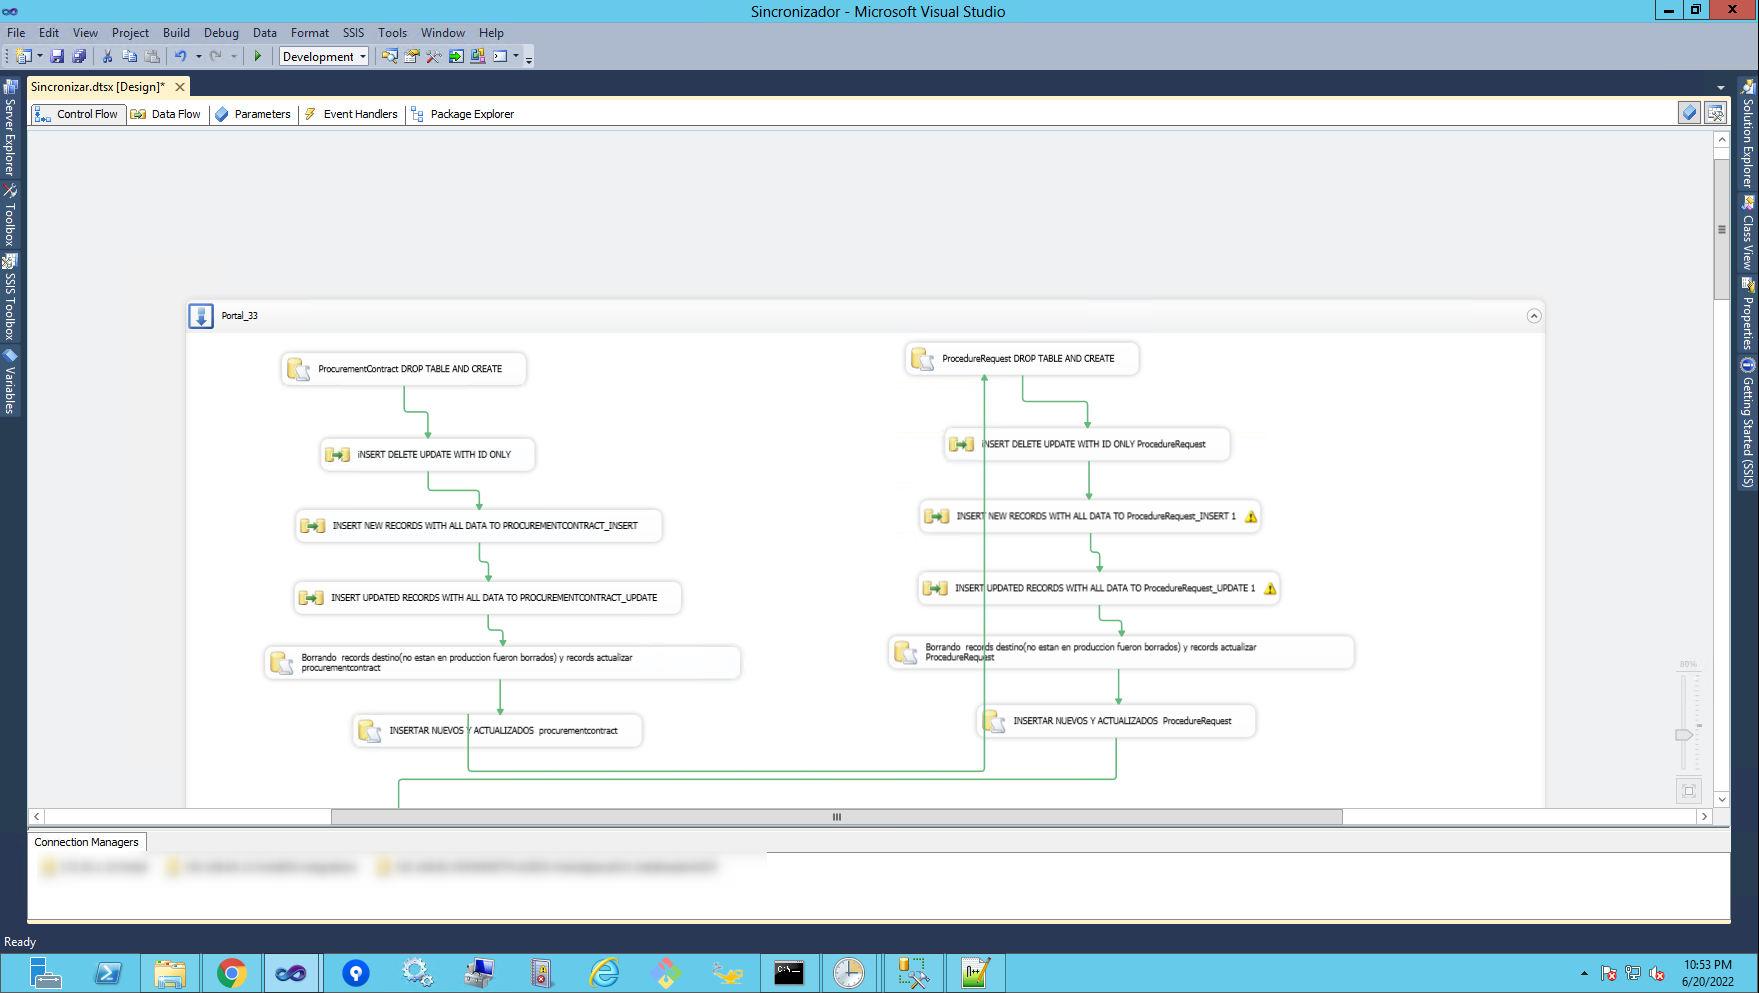 Sincronizador - Microsoft Visual Studio
File Edit View Project Build Debug Data Format SSIS Tools Window Help
Development
Sincronizar.dtsx [Design]*
Control Flow Data Flow Parameters Event Handlers Package Explorer
Server Explorer
Toolbox
SSIS Toolbox
Variables
Solution Explorer
Class View
Properties
Getting Started (SSIS)
Portal_33
ProcurementContract DROP TABLE AND CREATE
iNSERT DELETE UPDATE WITH ID ONLY
INSERT NEW RECORDS WITH ALL DATA TO PROCUREMENTCONTRACT_INSERT
INSERT UPDATED RECORDS WITH ALL DATA TO PROCUREMENTCONTRACT_UPDATE
Borrando records destino(no estan en produccion fueron borrados) y records actualizar
procurementcontract
INSERTAR NUEVOS Y ACTUALIZADOS procurementcontract
ProcedureRequest DROP TABLE AND CREATE
iNSERT DELETE UPDATE WITH ID ONLY ProcedureRequest
INSERT NEW RECORDS WITH ALL DATA TO ProcedureRequest_INSERT 1
INSERT UPDATED RECORDS WITH ALL DATA TO ProcedureRequest_UPDATE 1
Borrando records destino(no estan en produccion fueron borrados) y records actualizar
ProcedureRequest
INSERTAR NUEVOS Y ACTUALIZADOS ProcedureRequest
80%
Connection Managers
Ready
C:\-
10:53 PM
6/20/2022